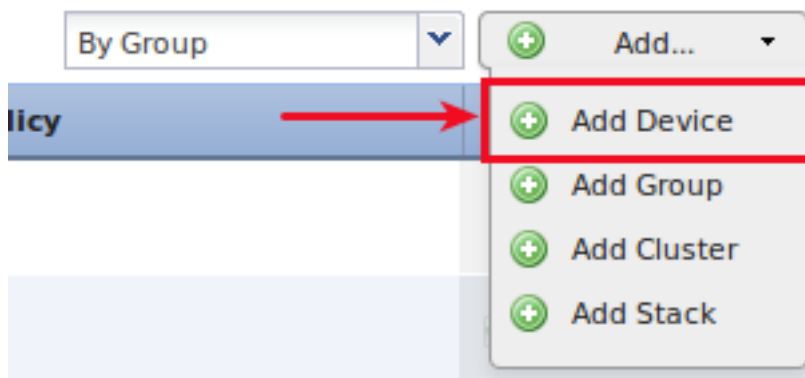 By Group
Add...
licy
Add Device
Add Group
Add Cluster
Add Stack